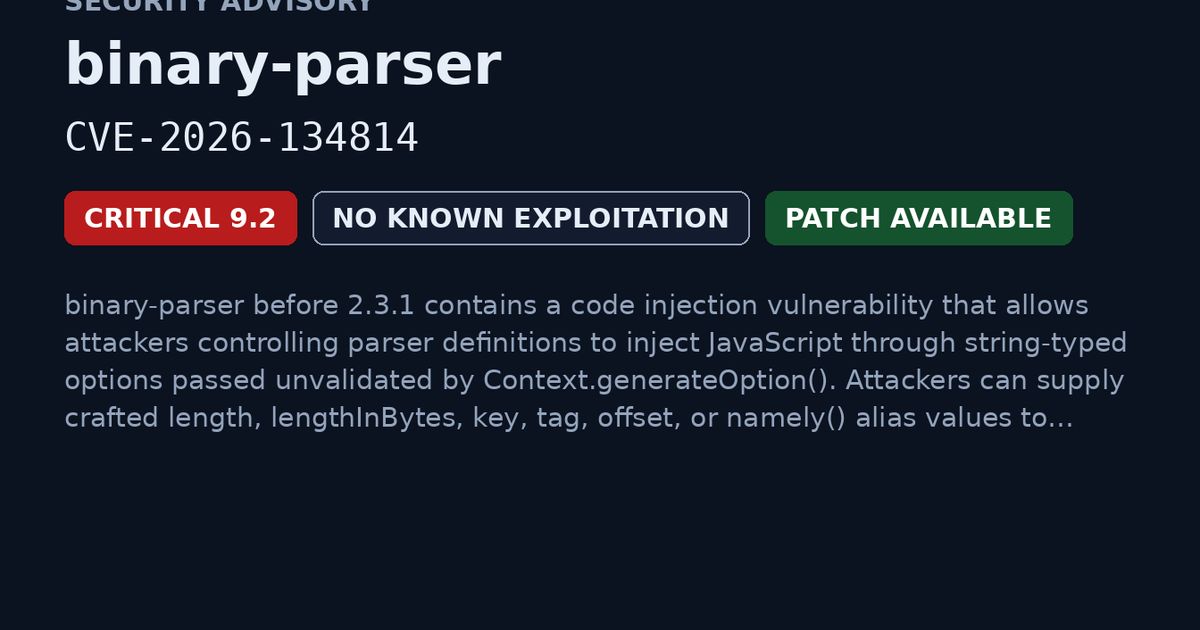 SECURITY ADVISORY
binary-parser
CVE-2026-134814
CRITICAL 9.2 NO KNOWN EXPLOITATION PATCH AVAILABLE
binary-parser before 2.3.1 contains a code injection vulnerability that allows
attackers controlling parser definitions to inject JavaScript through string-typed
options passed unvalidated by Context.generateOption(). Attackers can supply
crafted length, lengthInBytes, key, tag, offset, or namely() alias values to...